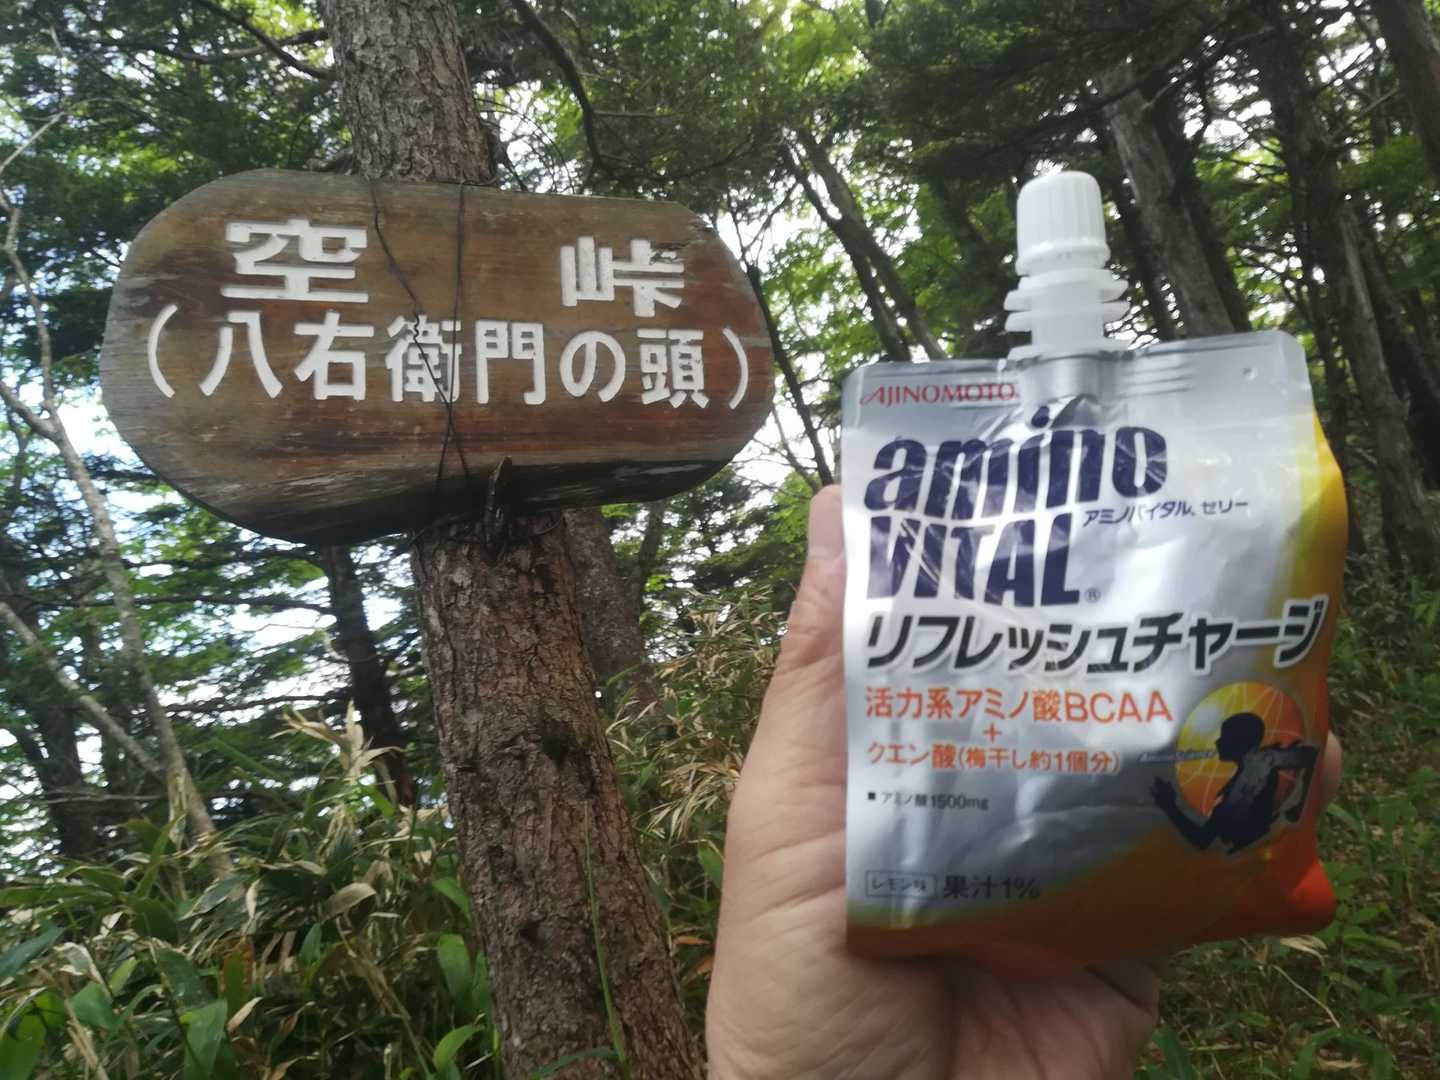 空 峠
(八右衛門の頭)
AJINOMOTO
amino
VITAL®
アミノバイタル® ゼリー
リフレッシュチャージ
活力系アミノ酸BCAA
+
クエン酸(梅干し約1個分)
■ アミノ酸1500mg
レモン味 果汁1%